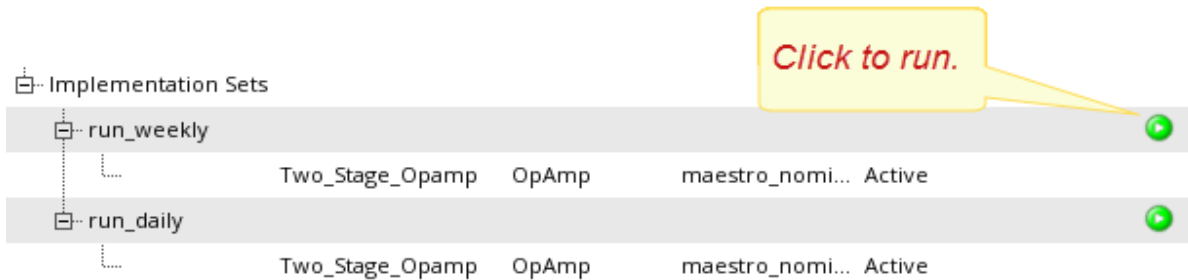 Click to run.
Implementation Sets
run_weekly
Two_Stage_Opamp OpAmp maestro_nomi... Active
run_daily
Two_Stage_Opamp OpAmp maestro_nomi... Active